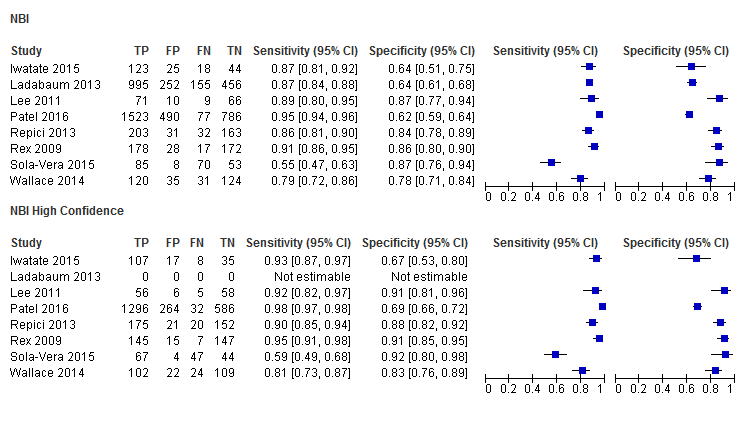 NBI
Study TP FP FN TN Sensitivity (95% CI) Specificity (95% CI) Sensitivity (95% CI) Specificity (95% CI)
Iwatate 2015 123 25 18 44 0.87 [0.81, 0.92] 0.64 [0.51, 0.75]
Ladabaum 2013 995 252 155 456 0.87 [0.84, 0.88] 0.64 [0.61, 0.68]
Lee 2011 71 10 9 66 0.89 [0.80, 0.95] 0.87 [0.77, 0.94]
Patel 2016 1523 490 77 786 0.95 [0.94, 0.96] 0.62 [0.59, 0.64]
Repici 2013 203 31 32 163 0.86 [0.81, 0.90] 0.84 [0.78, 0.89]
Rex 2009 178 28 17 172 0.91 [0.86, 0.95] 0.86 [0.80, 0.90]
Sola-Vera 2015 85 8 70 53 0.55 [0.47, 0.63] 0.87 [0.76, 0.94]
Wallace 2014 120 35 31 124 0.79 [0.72, 0.86] 0.78 [0.71, 0.84]
0 0.2 0.4 0.6 0.8 1 0 0.2 0.4 0.6 0.8 1
NBI High Confidence
Study TP FP FN TN Sensitivity (95% CI) Specificity (95% CI) Sensitivity (95% CI) Specificity (95% CI)
Iwatate 2015 107 17 8 35 0.93 [0.87, 0.97] 0.67 [0.53, 0.80]
Ladabaum 2013 0 0 0 0 Not estimable Not estimable
Lee 2011 56 6 5 58 0.92 [0.82, 0.97] 0.91 [0.81, 0.96]
Patel 2016 1296 264 32 586 0.98 [0.97, 0.98] 0.69 [0.66, 0.72]
Repici 2013 175 21 20 152 0.90 [0.85, 0.94] 0.88 [0.82, 0.92]
Rex 2009 145 15 7 147 0.95 [0.91, 0.98] 0.91 [0.85, 0.95]
Sola-Vera 2015 67 4 47 44 0.59 [0.49, 0.68] 0.92 [0.80, 0.98]
Wallace 2014 102 22 24 109 0.81 [0.73, 0.87] 0.83 [0.76, 0.89]
0 0.2 0.4 0.6 0.8 1 0 0.2 0.4 0.6 0.8 1